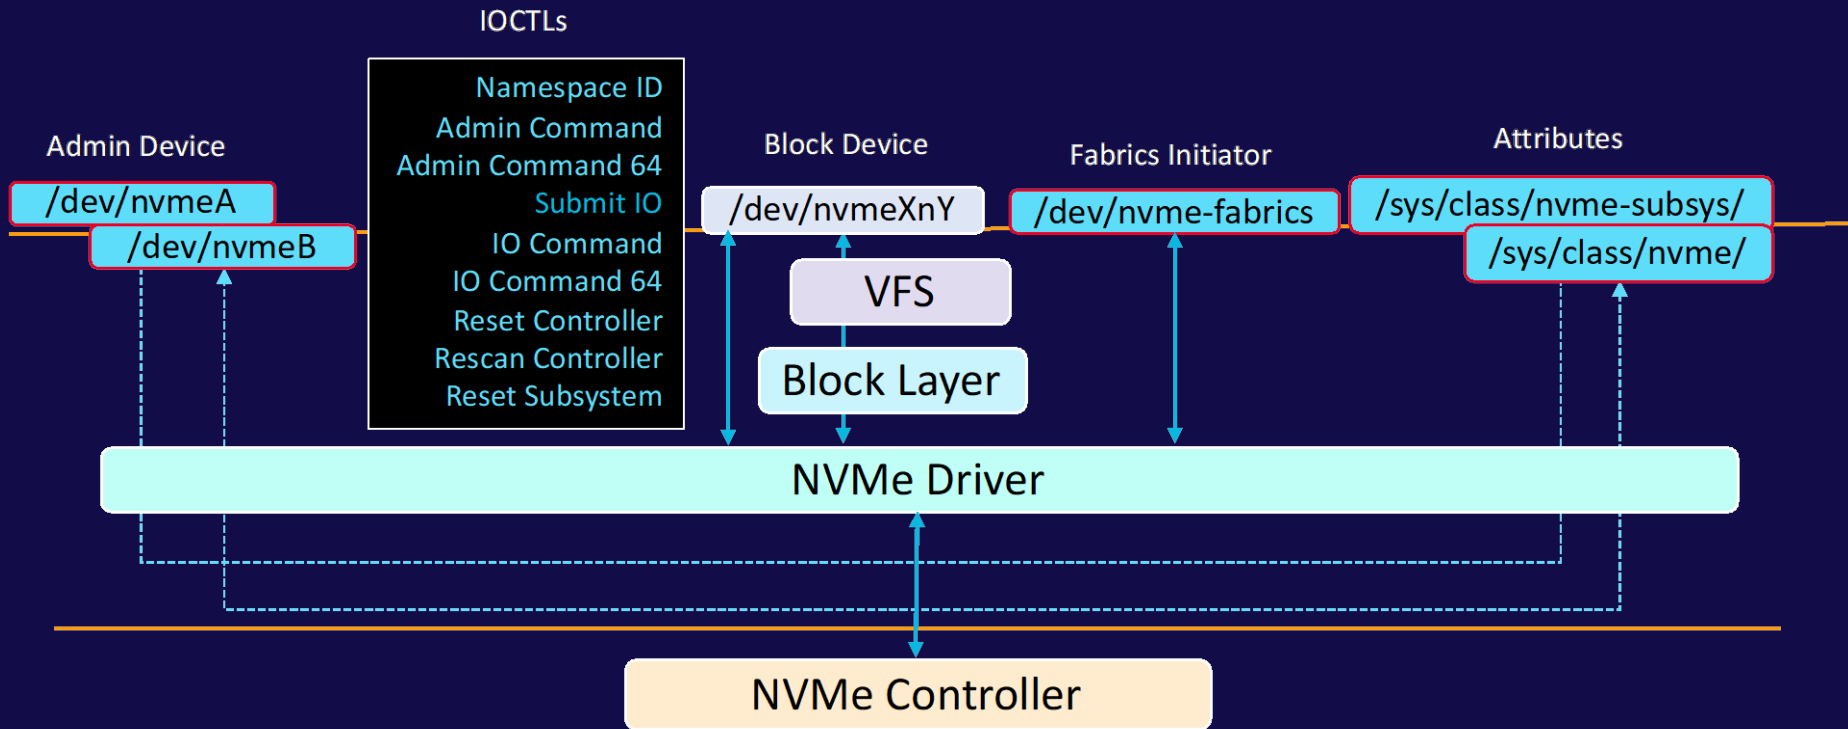 IOCTLs
Namespace ID
Admin Command
Admin Command 64
Submit IO
IO Command
IO Command 64
Reset Controller
Rescan Controller
Reset Subsystem
Admin Device
/dev/nvmeA
/dev/nvmeB
Block Device
/dev/nvmeXnY
VFS
Block Layer
Fabrics Initiator
/dev/nvme-fabrics
Attributes
/sys/class/nvme-subsys/
/sys/class/nvme/
NVMe Driver
NVMe Controller